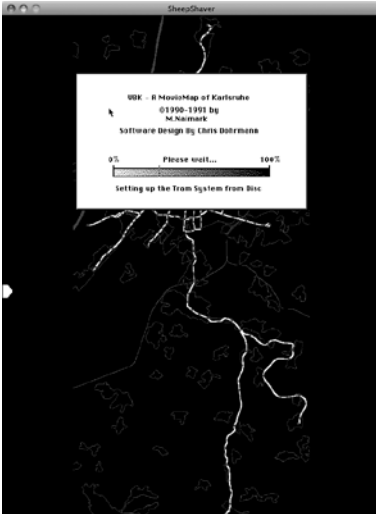 SheepShaver
VBK - A MovieMap of Karlsruhe
©1990-1991 by
M.Naimark
Software Design By Chris Dohrmann
0% Please wait... 100%
Setting up the Tram System from Disc